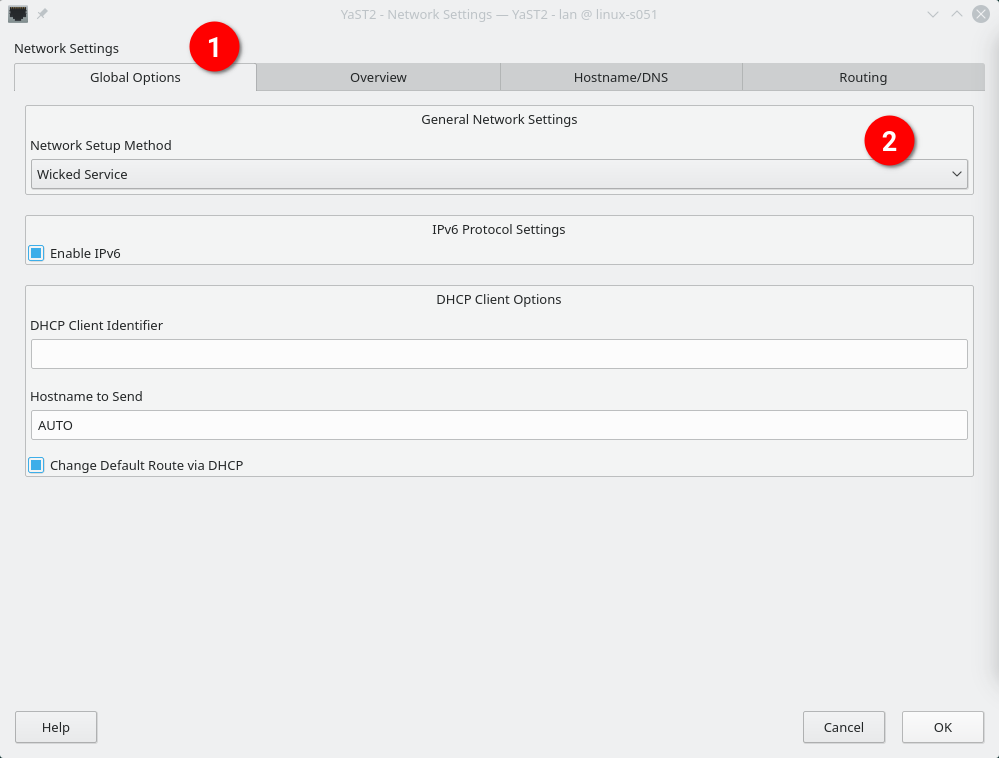 YaST2 - Network Settings — YaST2 - lan @ linux-s051
Network Settings
1
Global Options
Overview
Hostname/DNS
Routing
General Network Settings
2
Network Setup Method
Wicked Service
IPv6 Protocol Settings
Enable IPv6
DHCP Client Options
DHCP Client Identifier
Hostname to Send
AUTO
Change Default Route via DHCP
Help
Cancel
OK